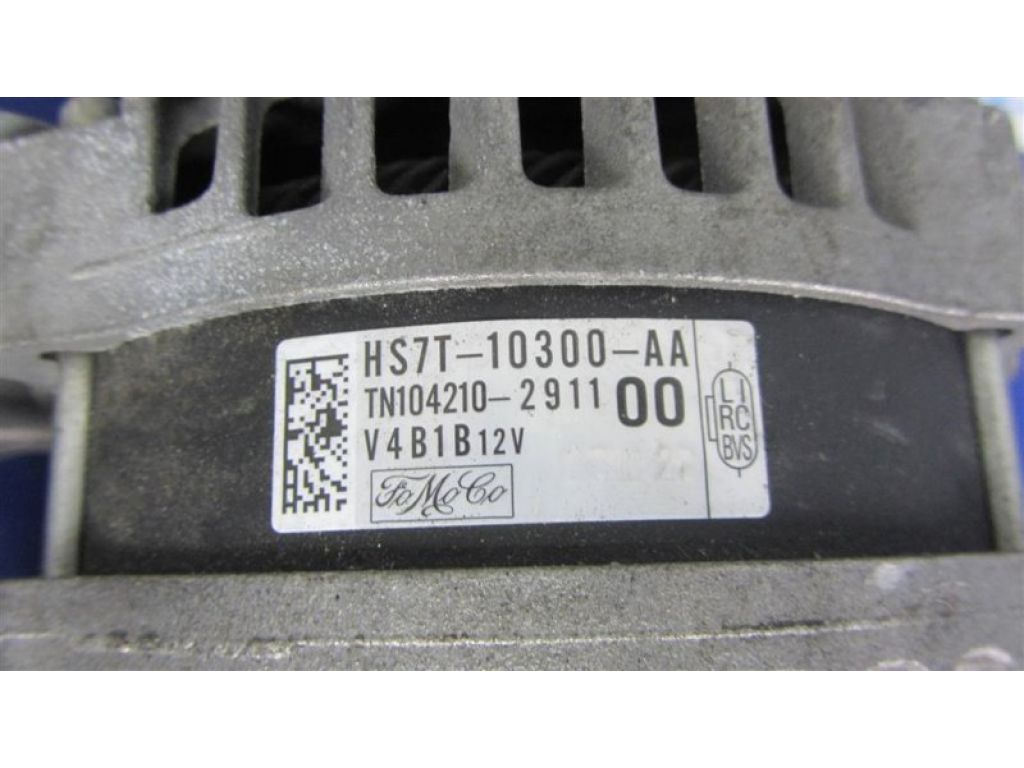 HS7T-10300-AA
TN104210-2911 00
V4B1B12V
FoMoCo
LI
RC
BVS